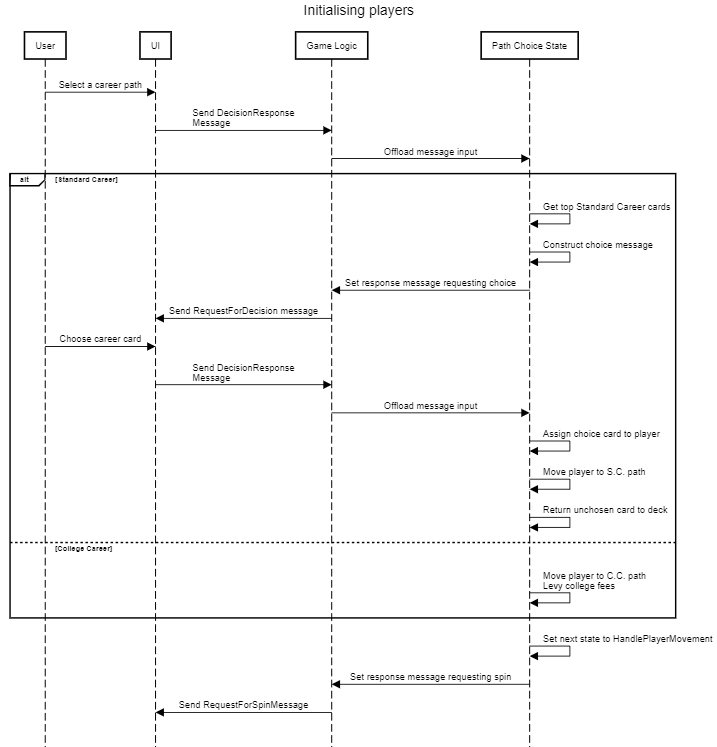 Initialising players
User
UI
Game Logic
Path Choice State
Select a career path
Send DecisionResponse
Message
Offload message input
alt
[Standard Career]
Get top Standard Career cards
Construct choice message
Set response message requesting choice
Send RequestForDecision message
Choose career card
Send DecisionResponse
Message
Offload message input
Assign choice card to player
Move player to S.C. path
Return unchosen card to deck
[College Career]
Move player to C.C. path
Levy college fees
Set next state to HandlePlayerMovement
Set response message requesting spin
Send RequestForSpinMessage